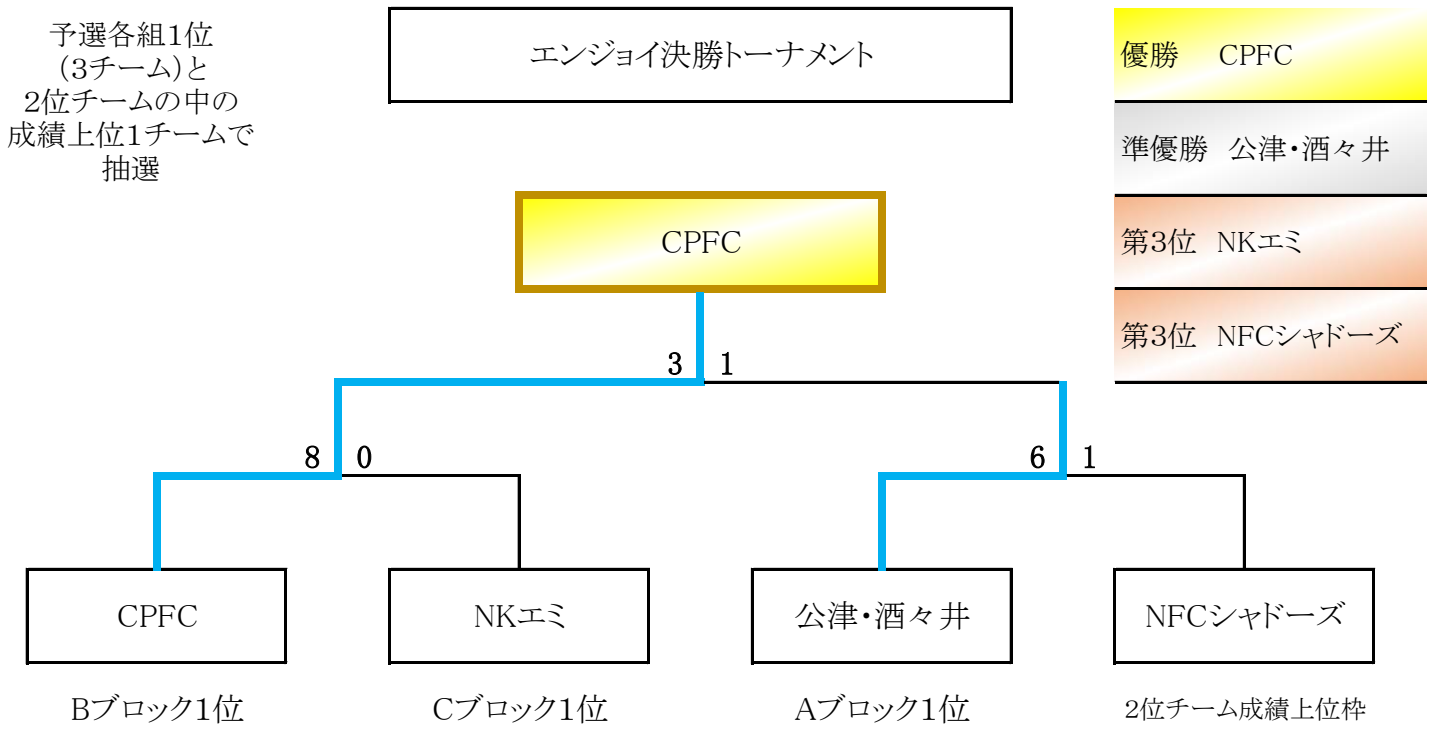 予選各組1位
(3チーム)と
2位チームの中の
成績上位1チームで
抽選
エンジョイ決勝トーナメント
優勝 CPFC
準優勝 公津・酒々井
第3位 NKエミ
第3位 NFCシャドーズ
CPFC
3 1
8 0
6 1
CPFC
NKエミ
公津・酒々井
NFCシャドーズ
Bブロック1位
Cブロック1位
Aブロック1位
2位チーム成績上位枠